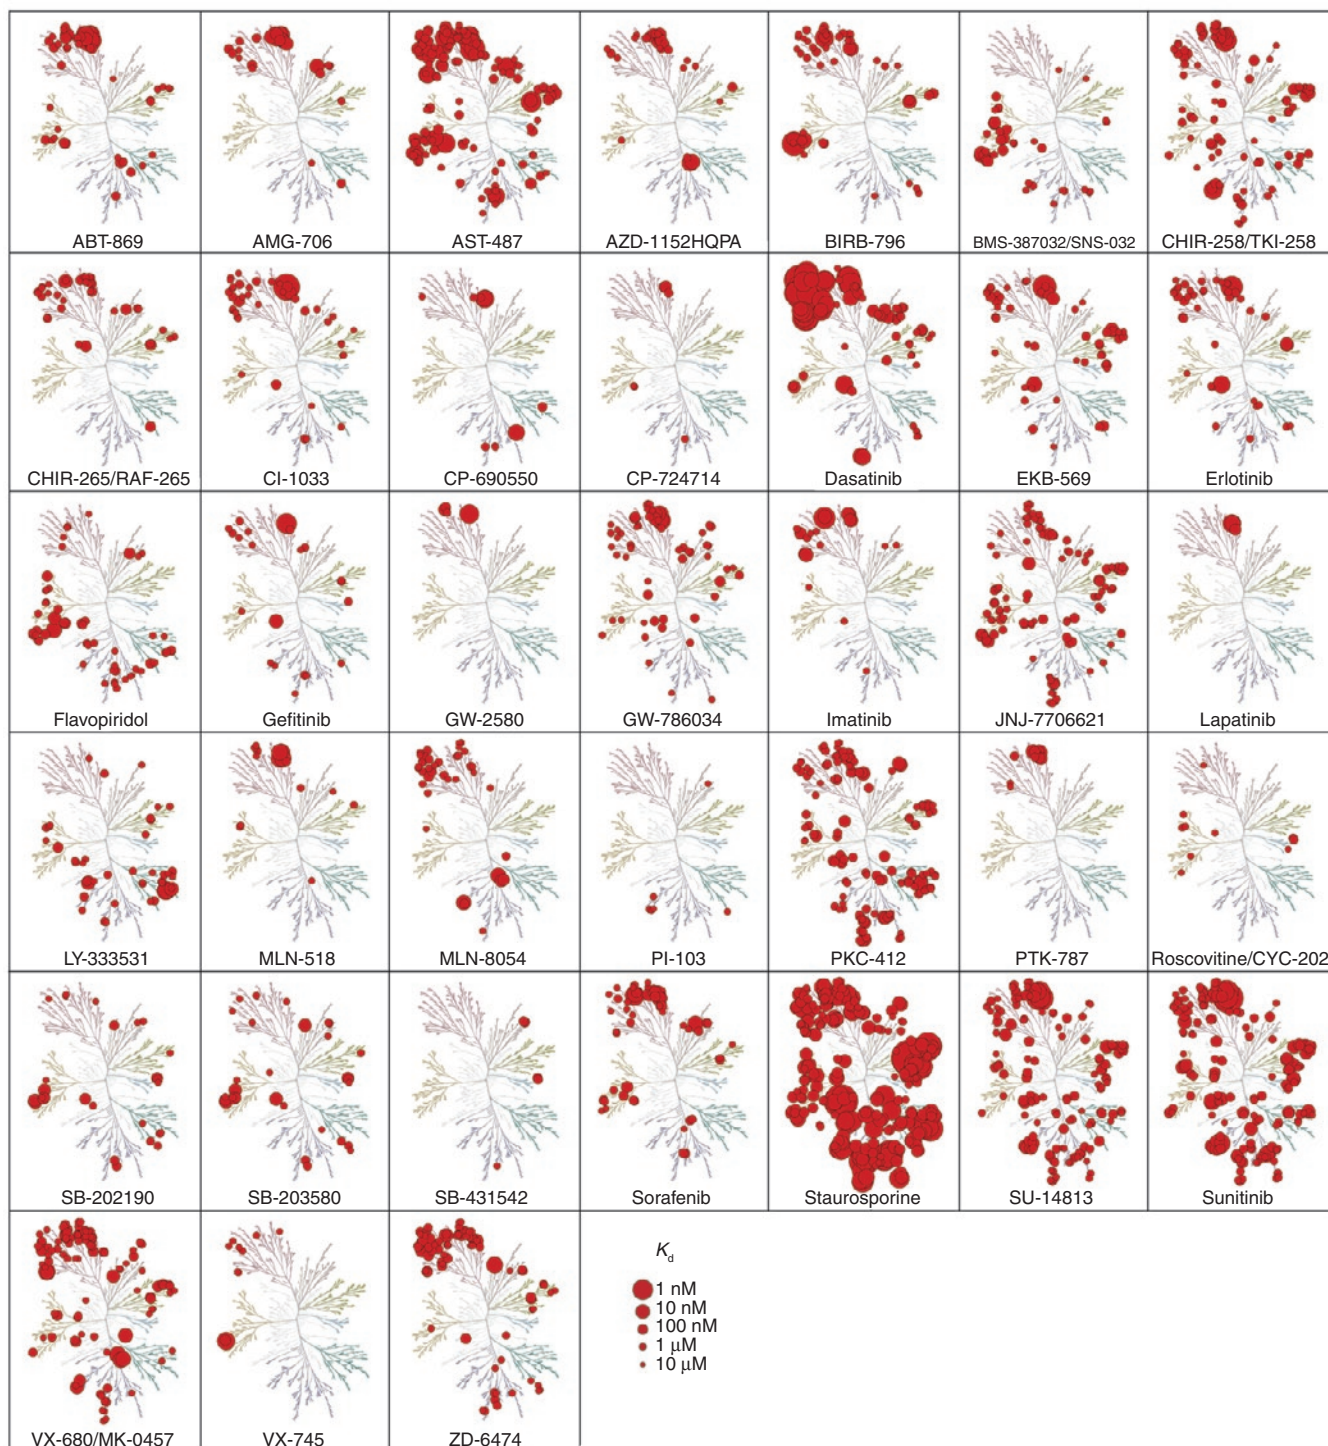 ABT-869 AMG-706 AST-487 AZD-1152HQPA BIRB-796 BMS-387032/SNS-032 CHIR-258/TKI-258
CHIR-265/RAF-265 CI-1033 CP-690550 CP-724714 Dasatinib EKB-569 Erlotinib
Flavopiridol Gefitinib GW-2580 GW-786034 Imatinib JNJ-7706621 Lapatinib
LY-333531 MLN-518 MLN-8054 PI-103 PKC-412 PTK-787 Roscovitine/CYC-202
SB-202190 SB-203580 SB-431542 Sorafenib Staurosporine SU-14813 Sunitinib
VX-680/MK-0457 VX-745 ZD-6474
Kd
1 nM
10 nM
100 nM
1 µM
10 µM